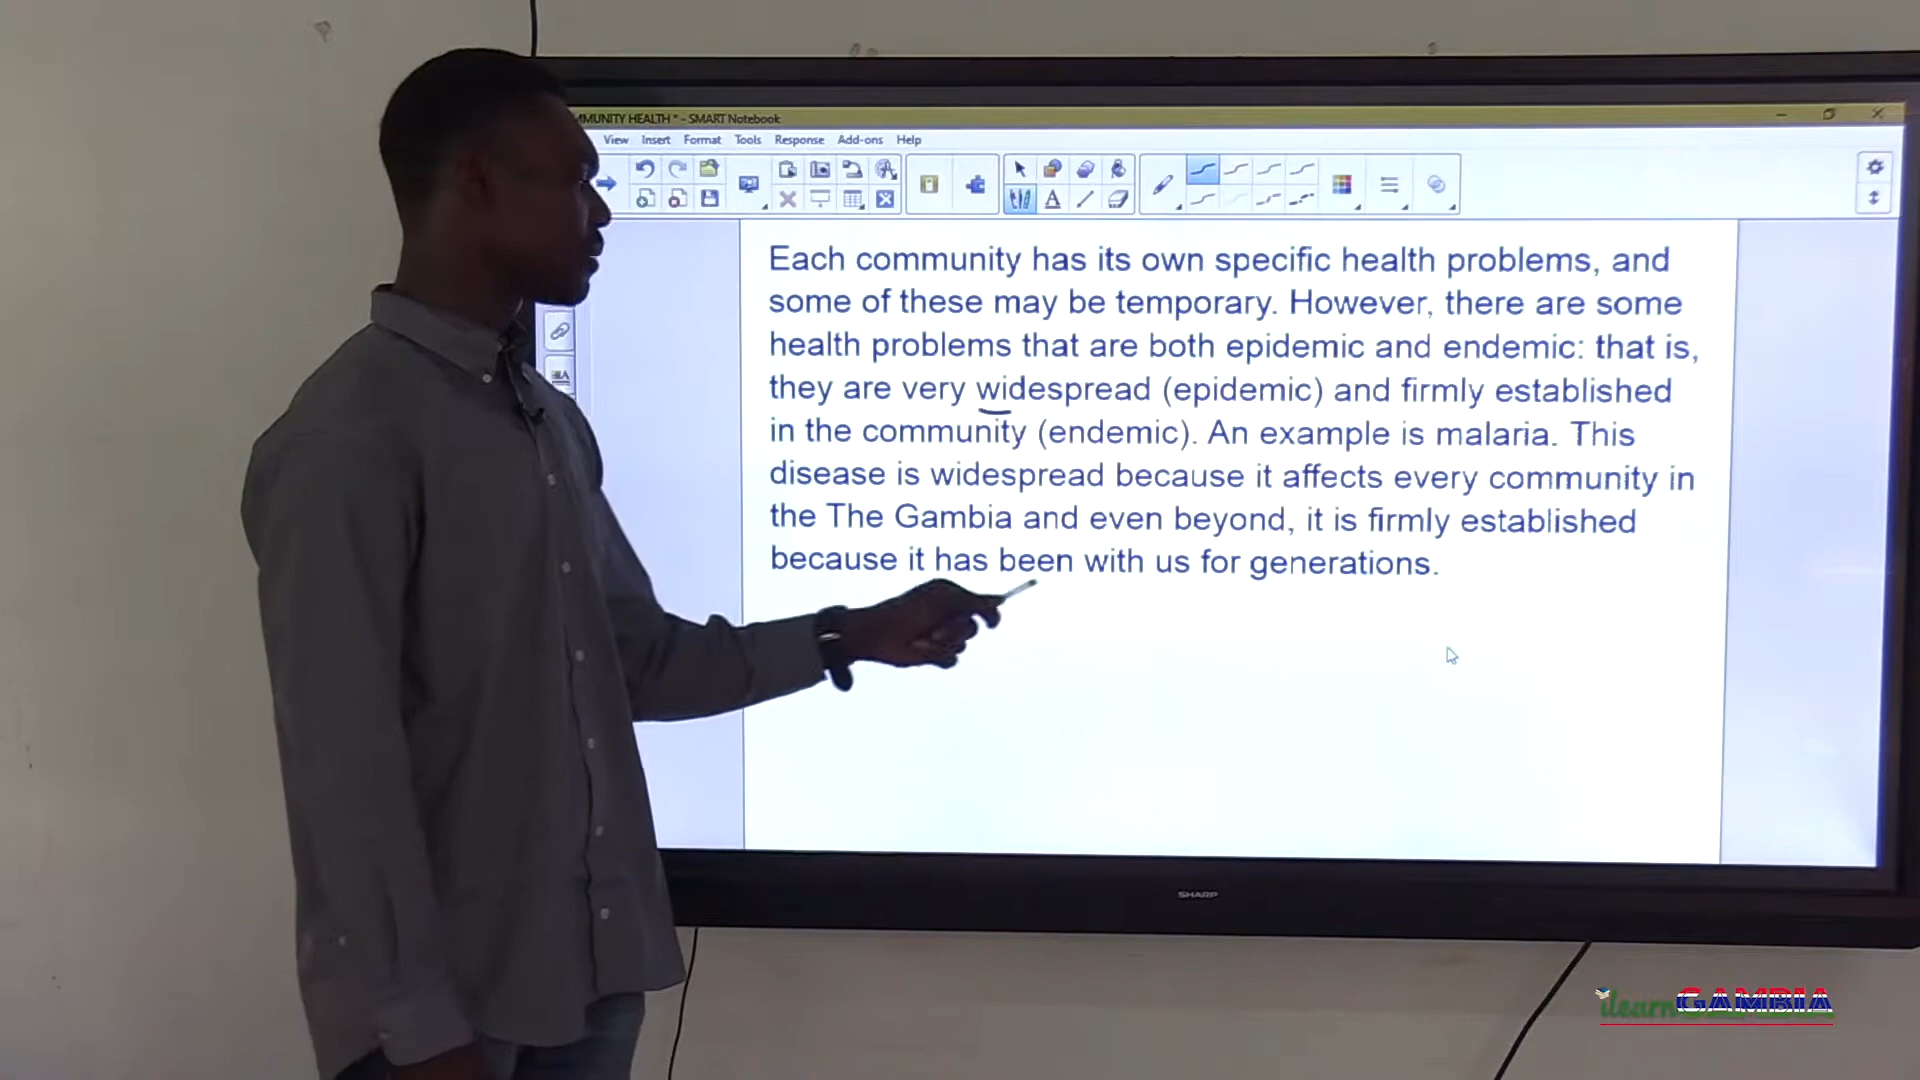 MMUNITY HEALTH * - SMART Notebook
View Insert Format Tools Response Add-ons Help
Each community has its own specific health problems, and
some of these may be temporary. However, there are some
health problems that are both epidemic and endemic: that is,
they are very widespread (epidemic) and firmly established
in the community (endemic). An example is malaria. This
disease is widespread because it affects every community in
the The Gambia and even beyond, it is firmly established
because it has been with us for generations.
SHARP
ilearnGAMBIA